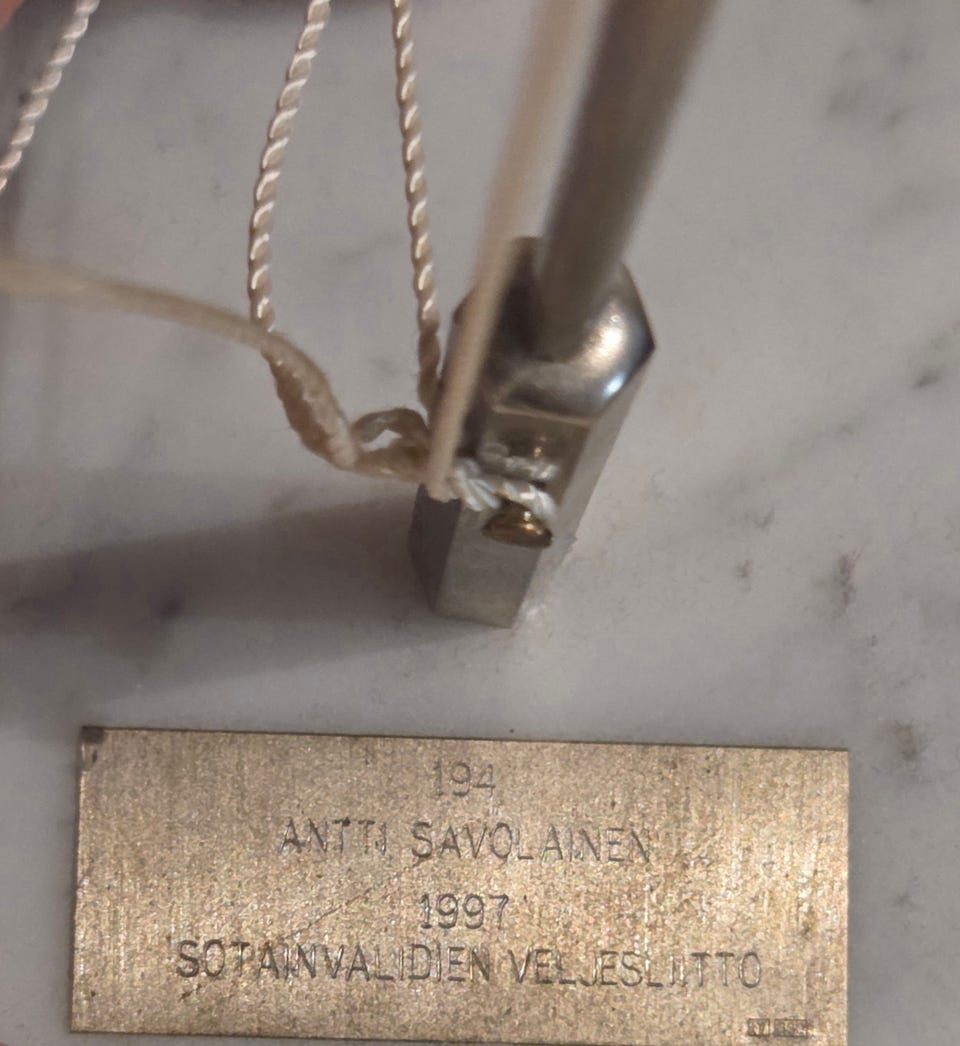 194
ANTTI SAVOLAINEN
1997
SOTAINVALIDIEN VELJESLIITTO